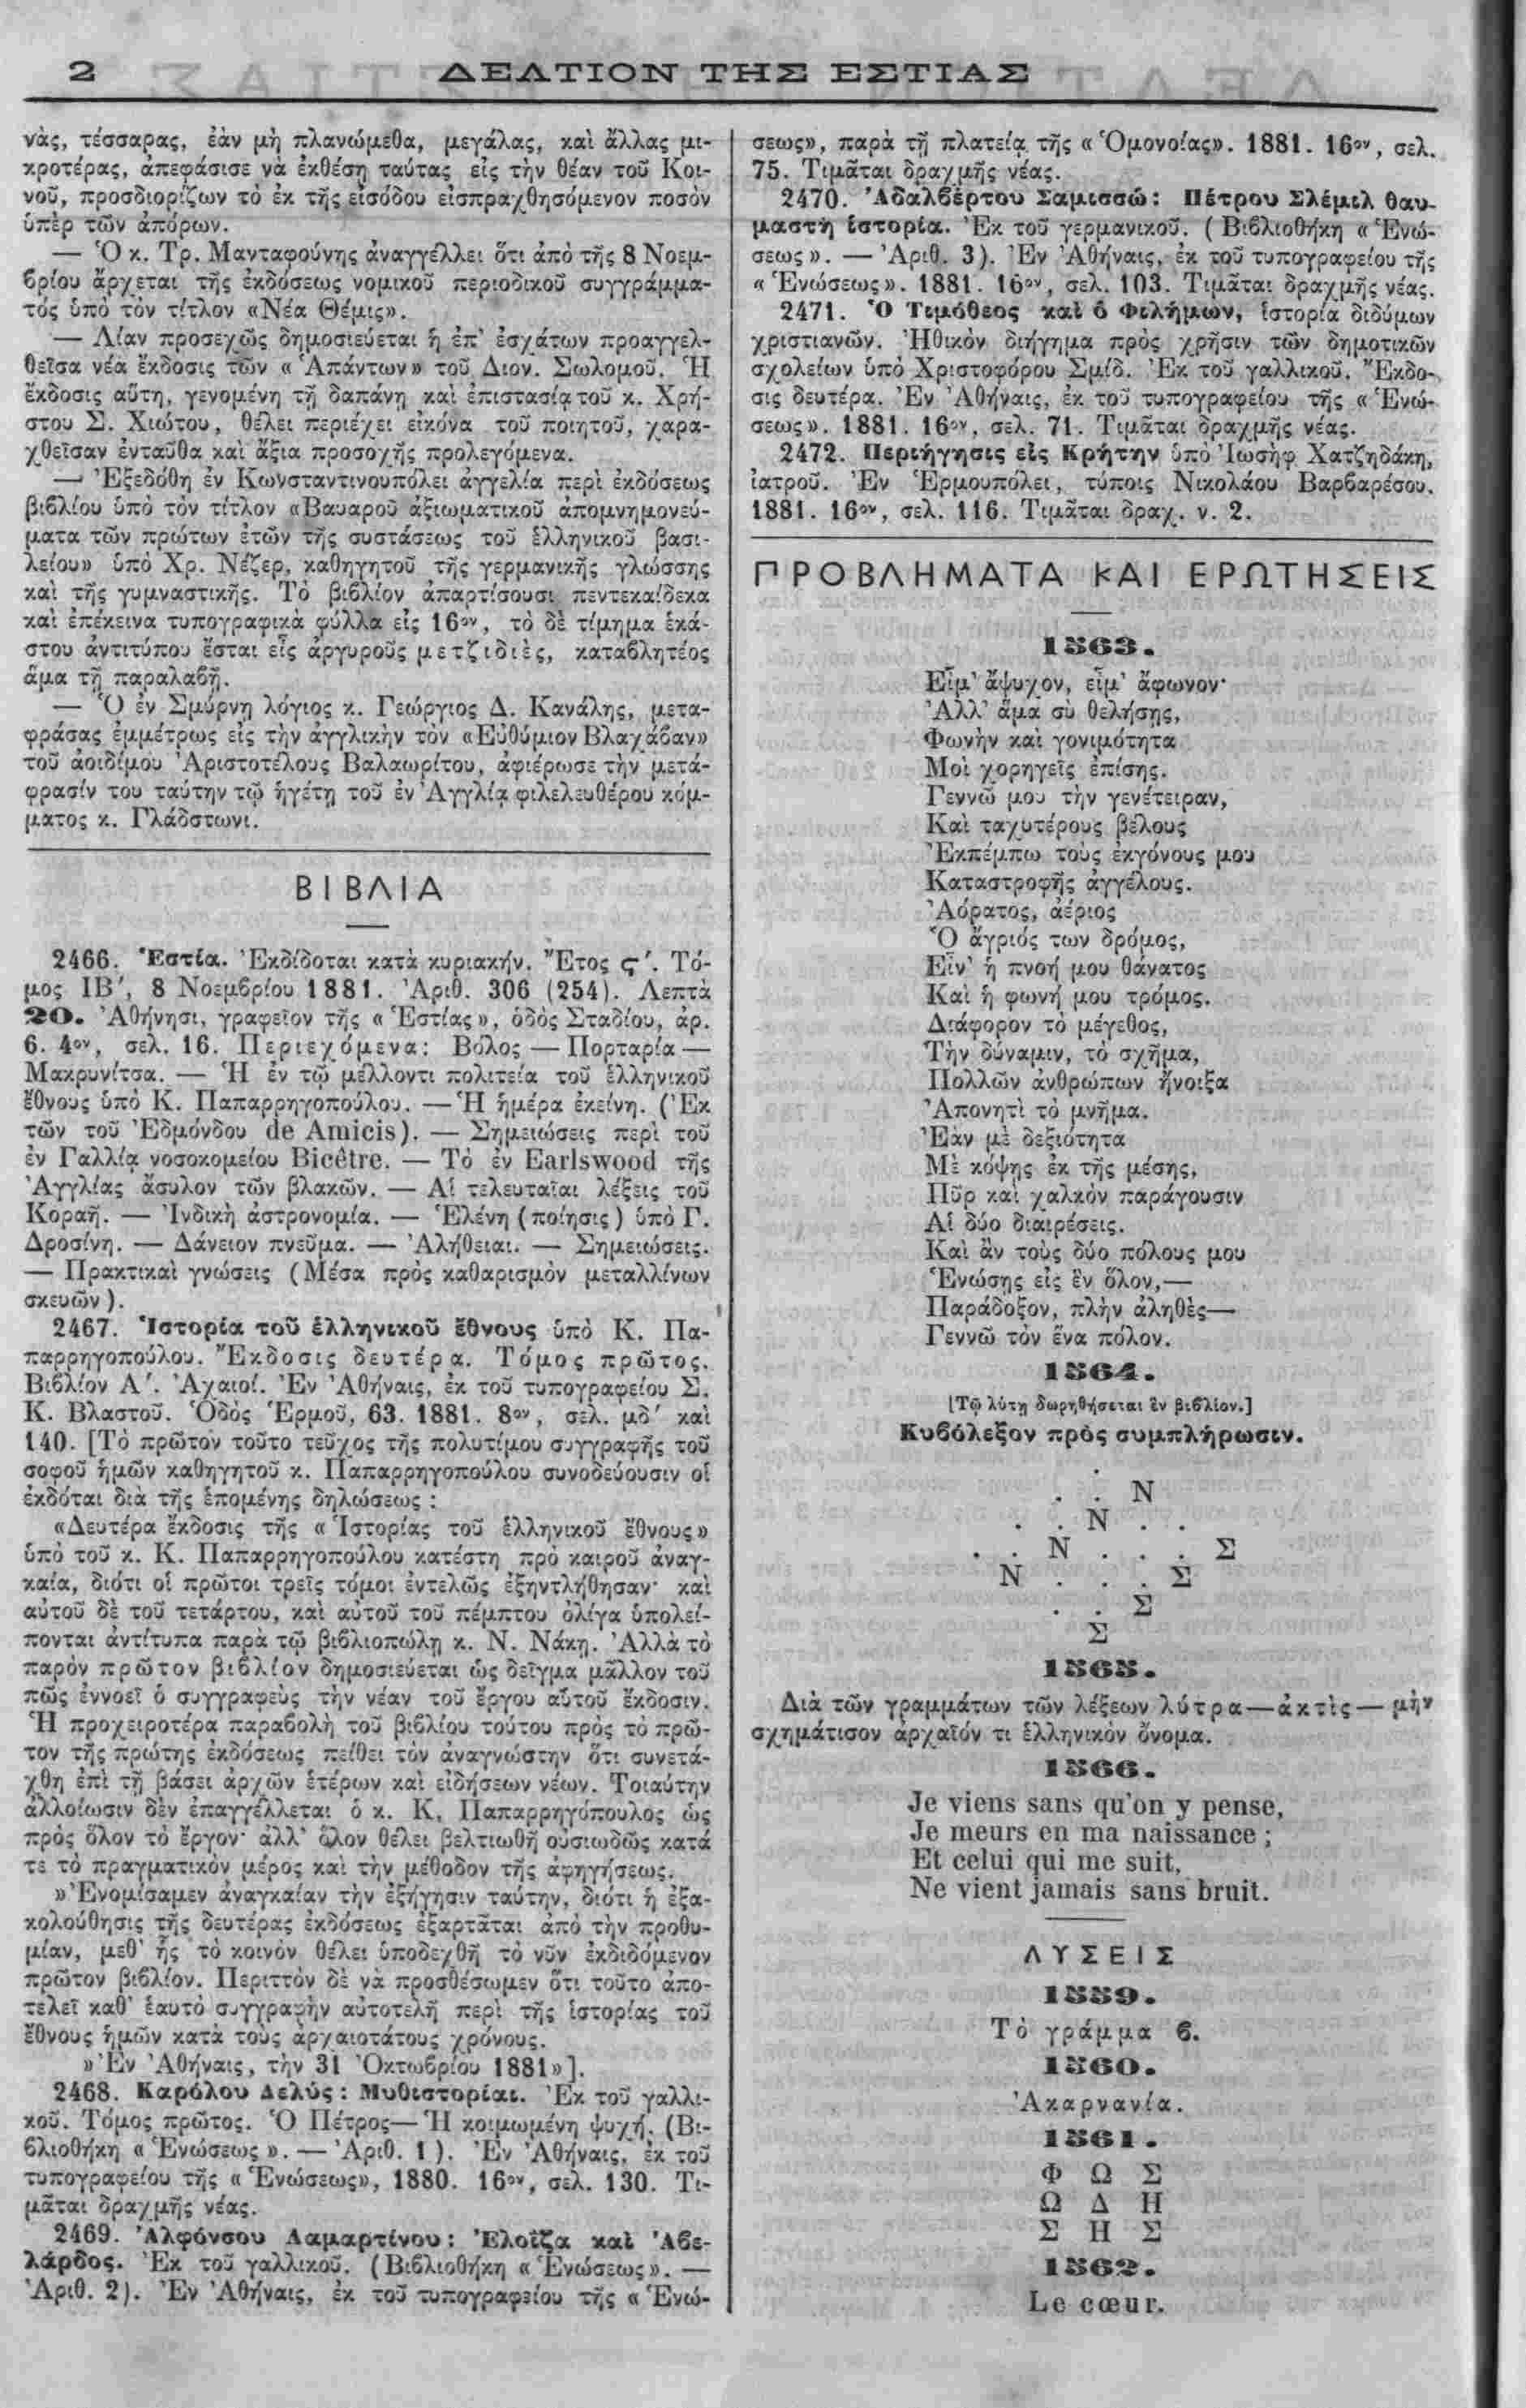 2 ΔΕΛΤΙΟΝ ΤΗΣ ΕΣΤΙΑΣ
νὰς, τέσσαρας, ἐὰν μὴ πλανώμεθα, μεγάλας, καὶ ἄλλας μι-
κροτέρας, ἀπεφάσισε νὰ ἐκθέσῃ ταύτας εἰς τὴν θέαν τοῦ Κοι-
νοῦ, προσδιορίζων τὸ ἐκ τῆς εἰσόδου εἰσπραχθησόμενον ποσὸν
ὑπὲρ τῶν ἀπόρων.
— Ὁ κ. Τρ. Μανταφούνης ἀναγγέλλει ὅτι ἀπὸ τῆς 8 Νοεμ-
βρίου ἄρχεται τῆς ἐκδόσεως νομικοῦ περιοδικοῦ συγγράμμα-
τός ὑπὸ τὸν τίτλον «Νέα Θέμις».
— Λίαν προσεχῶς δημοσιεύεται ἡ ἐπ' ἐσχάτων προαγγελ-
θεῖσα νέα ἔκδοσις τῶν «Ἁπάντων» τοῦ Διον. Σωλομοῦ. Ἡ
ἔκδοσις αὕτη, γενομένη τῇ δαπάνῃ καὶ ἐπιστασίᾳ τοῦ κ. Χρή-
στου Σ. Χιώτου, θέλει περιέχει εἰκόνα τοῦ ποιητοῦ, χαρα-
χθεῖσαν ἐνταῦθα καὶ ἄξια προσοχῆς προλεγόμενα.
— Ἐξεδόθη ἐν Κωνσταντινουπόλει ἀγγελία περὶ ἐκδόσεως
βιβλίου ὑπὸ τὸν τίτλον «Βαυαροῦ ἀξιωματικοῦ ἀπομνημονεύ-
ματα τῶν πρώτων ἐτῶν τῆς συστάσεως τοῦ ἑλληνικοῦ βασι-
λείου» ὑπὸ Χρ. Νέζερ, καθηγητοῦ τῆς γερμανικῆς γλώσσης
καὶ τῆς γυμναστικῆς. Τὸ βιβλίον ἀπαρτίσουσι πεντεκαίδεκα
καὶ ἐπέκεινα τυπογραφικὰ φύλλα εἰς 16ον, τὸ δὲ τίμημα ἑκά-
στου ἀντιτύπου ἔσται εἷς ἀργυροῦς μετζιδιὲς, καταβλητέος
ἅμα τῇ παραλαβῇ.
— Ὁ ἐν Σμύρνῃ λόγιος κ. Γεώργιος Δ. Κανάλης, μετα-
φράσας ἐμμέτρως εἰς τὴν ἀγγλικὴν τὸν «Εὐθύμιον Βλαχάβαν»
τοῦ ἀοιδίμου Ἀριστοτέλους Βαλαωρίτου, ἀφιέρωσε τὴν μετά-
φρασίν του ταύτην τῷ ἡγέτῃ τοῦ ἐν Ἀγγλίᾳ φιλελευθέρου κόμ-
ματος κ. Γλάδστωνι.
ΒΙΒΛΙΑ
2466. Ἑστία. Ἐκδίδοται κατὰ κυριακήν. Ἔτος ϛʹ. Τό-
μος ΙΒʹ, 8 Νοεμβρίου 1881. Ἀριθ. 306 (254). Λεπτὰ
20. Ἀθήνησι, γραφεῖον τῆς «Ἑστίας», ὁδὸς Σταδίου, ἀρ.
6. 4ον, σελ. 16. Περιεχόμενα: Βόλος — Πορταρία —
Μακρυνίτσα. — Ἡ ἐν τῷ μέλλοντι πολιτεία τοῦ ἑλληνικοῦ
ἔθνους ὑπὸ Κ. Παπαρρηγοπούλου. — Ἡ ἡμέρα ἐκείνη. (Ἐκ
τῶν τοῦ Ἐδμόνδου de Amicis). — Σημειώσεις περὶ τοῦ
ἐν Γαλλίᾳ νοσοκομείου Bicêtre. — Τὸ ἐν Earlswood τῆς
Ἀγγλίας ἄσυλον τῶν βλακῶν. — Αἱ τελευταῖαι λέξεις τοῦ
Κοραῆ. — Ἰνδικὴ ἀστρονομία. — Ἑλένη (ποίησις) ὑπὸ Γ.
Δροσίνη. — Δάνειον πνεῦμα. — Ἀλήθειαι. — Σημειώσεις.
— Πρακτικαὶ γνώσεις (Μέσα πρὸς καθαρισμὸν μεταλλίνων
σκευῶν).
2467. Ἱστορία τοῦ ἑλληνικοῦ ἔθνους ὑπὸ Κ. Πα-
παρρηγοπούλου. Ἔκδοσις δευτέρα. Τόμος πρῶτος.
Βιβλίον Αʹ. Ἀχαιοί. Ἐν Ἀθήναις, ἐκ τοῦ τυπογραφείου Σ.
Κ. Βλαστοῦ. Ὁδὸς Ἑρμοῦ, 63. 1881. 8ον, σελ. μδʹ καὶ
140. [Τὸ πρῶτον τοῦτο τεῦχος τῆς πολυτίμου συγγραφῆς τοῦ
σοφοῦ ἡμῶν καθηγητοῦ κ. Παπαρρηγοπούλου συνοδεύουσιν οἱ
ἐκδόται διὰ τῆς ἑπομένης δηλώσεως :
«Δευτέρα ἔκδοσις τῆς «Ἱστορίας τοῦ ἑλληνικοῦ ἔθνους»
ὑπὸ τοῦ κ. Κ. Παπαρρηγοπούλου κατέστη πρὸ καιροῦ ἀναγ-
καία, διότι οἱ πρῶτοι τρεῖς τόμοι ἐντελῶς ἐξηντλήθησαν· καὶ
αὐτοῦ δὲ τοῦ τετάρτου, καὶ αὐτοῦ τοῦ πέμπτου ὀλίγα ὑπολεί-
πονται ἀντίτυπα παρὰ τῷ βιβλιοπώλῃ κ. Ν. Νάκῃ. Ἀλλὰ τὸ
παρὸν πρῶτον βιβλίον δημοσιεύεται ὡς δεῖγμα μᾶλλον τοῦ
πῶς ἐννοεῖ ὁ συγγραφεὺς τὴν νέαν τοῦ ἔργου αὐτοῦ ἔκδοσιν.
Ἡ προχειροτέρα παραβολὴ τοῦ βιβλίου τούτου πρὸς τὸ πρῶ-
τον τῆς πρώτης ἐκδόσεως πείθει τὸν ἀναγνώστην ὅτι συνετά-
χθη ἐπὶ τῇ βάσει ἀρχῶν ἑτέρων καὶ εἰδήσεων νέων. Τοιαύτην
ἀλλοίωσιν δὲν ἐπαγγέλλεται ὁ κ. Κ. Παπαρρηγόπουλος ὡς
πρὸς ὅλον τὸ ἔργον· ἀλλ' ὅλον θέλει βελτιωθῆ οὐσιωδῶς κατά
τε τὸ πραγματικὸν μέρος καὶ τὴν μέθοδον τῆς ἀφηγήσεως.
»Ἐνομίσαμεν ἀναγκαίαν τὴν ἐξήγησιν ταύτην, διότι ἡ ἐξα-
κολούθησις τῆς δευτέρας ἐκδόσεως ἐξαρτᾶται ἀπὸ τὴν προθυ-
μίαν, μεθ' ἧς τὸ κοινὸν θέλει ὑποδεχθῆ τὸ νῦν ἐκδιδόμενον
πρῶτον βιβλίον. Περιττὸν δὲ νὰ προσθέσωμεν ὅτι τοῦτο ἀπο-
τελεῖ καθ' ἑαυτὸ συγγραφὴν αὐτοτελῆ περὶ τῆς ἱστορίας τοῦ
ἔθνους ἡμῶν κατὰ τοὺς ἀρχαιοτάτους χρόνους.
»Ἐν Ἀθήναις, τὴν 31 Ὀκτωβρίου 1881»].
2468. Καρόλου Δελύς : Μυθιστορίαι. Ἐκ τοῦ γαλλι-
κοῦ. Τόμος πρῶτος. Ὁ Πέτρος — Ἡ κοιμωμένη ψυχή. (Βι-
βλιοθήκη «Ἑνώσεως». — Ἀριθ. 1). Ἐν Ἀθήναις, ἐκ τοῦ
τυπογραφείου τῆς «Ἑνώσεως», 1880. 16ον, σελ. 130. Τι-
μᾶται δραχμῆς νέας.
2469. Ἀλφόνσου Λαμαρτίνου : Ἐλοΐζα καὶ Ἀβε-
λάρδος. Ἐκ τοῦ γαλλικοῦ. (Βιβλιοθήκη «Ἑνώσεως». —
Ἀριθ. 2). Ἐν Ἀθήναις, ἐκ τοῦ τυπογραφείου τῆς «Ἑνώ-
σεως», παρὰ τῇ πλατείᾳ τῆς «Ὁμονοίας». 1881. 16ον, σελ.
75. Τιμᾶται δραχμῆς νέας.
2470. Ἀδαλβέρτου Σαμισσώ: Πέτρου Σλέμιλ θαυ-
μαστὴ ἱστορία. Ἐκ τοῦ γερμανικοῦ. (Βιβλιοθήκη «Ἑνώ-
σεως». — Ἀριθ. 3). Ἐν Ἀθήναις, ἐκ τοῦ τυπογραφείου τῆς
«Ἑνώσεως». 1881. 16ον, σελ. 103. Τιμᾶται δραχμῆς νέας.
2471. Ὁ Τιμόθεος καὶ ὁ Φιλήμων, ἱστορία διδύμων
χριστιανῶν. Ἠθικὸν διήγημα πρὸς χρῆσιν τῶν δημοτικῶν
σχολείων ὑπὸ Χριστοφόρου Σμίδ. Ἐκ τοῦ γαλλικοῦ. Ἔκδο-
σις δευτέρα. Ἐν Ἀθήναις, ἐκ τοῦ τυπογραφείου τῆς «Ἑνώ-
σεως». 1881. 16ον, σελ. 71. Τιμᾶται δραχμῆς νέας.
2472. Περιήγησις εἰς Κρήτην ὑπὸ Ἰωσὴφ Χατζηδάκη,
ἰατροῦ. Ἐν Ἑρμουπόλει, τύποις Νικολάου Βαρβαρέσου.
1881. 16ον, σελ. 116. Τιμᾶται δραχ. ν. 2.
ΠΡΟΒΛΗΜΑΤΑ ΚΑΙ ΕΡΩΤΗΣΕΙΣ
1563.
Εἶμ' ἄψυχον, εἶμ' ἄφωνον·
Ἀλλ' ἅμα σὺ θελήσῃς,
Φωνὴν καὶ γονιμότητα
Μοὶ χορηγεῖς ἐπίσης.
Γεννῶ μου τὴν γενέτειραν,
Καὶ ταχυτέρους βέλους
Ἐκπέμπω τοὺς ἐκγόνους μου
Καταστροφῆς ἀγγέλους.
Ἀόρατος, ἀέριος
Ὁ ἄγριός των δρόμος,
Εἶν' ἡ πνοή μου θάνατος
Καὶ ἡ φωνή μου τρόμος.
Διάφορον τὸ μέγεθος,
Τὴν δύναμιν, τὸ σχῆμα,
Πολλῶν ἀνθρώπων ἤνοιξα
Ἀπονητὶ τὸ μνῆμα.
Ἐὰν μὲ δεξιότητα
Μὲ κόψῃς ἐκ τῆς μέσης,
Πῦρ καὶ χαλκὸν παράγουσιν
Αἱ δύο διαιρέσεις.
Καὶ ἂν τοὺς δύο πόλους μου
Ἑνώσῃς εἰς ἓν ὅλον,—
Παράδοξον, πλὴν ἀληθὲς—
Γεννῶ τὸν ἕνα πόλον.
1564.
[Τῷ λύτῃ δωρηθήσεται ἓν βιβλίον.]
Κυβόλεξον πρὸς συμπλήρωσιν.
.
. . Ν
. . Ν . .
. . Ν . . . Σ
Ν . . . Σ
. . Σ
Σ
1565.
Διὰ τῶν γραμμάτων τῶν λέξεων λύτρα—ἀκτὶς—μὴν
σχημάτισον ἀρχαῖόν τι ἑλληνικὸν ὄνομα.
1566.
Je viens sans qu'on y pense,
Je meurs en ma naissance ;
Et celui qui me suit,
Ne vient jamais sans bruit.
ΛΥΣΕΙΣ
1559.
Τὸ γράμμα β.
1560.
Ἀκαρνανία.
1561.
Φ Ω Σ
Ω Δ Η
Σ Η Σ
1562.
Le cœur.